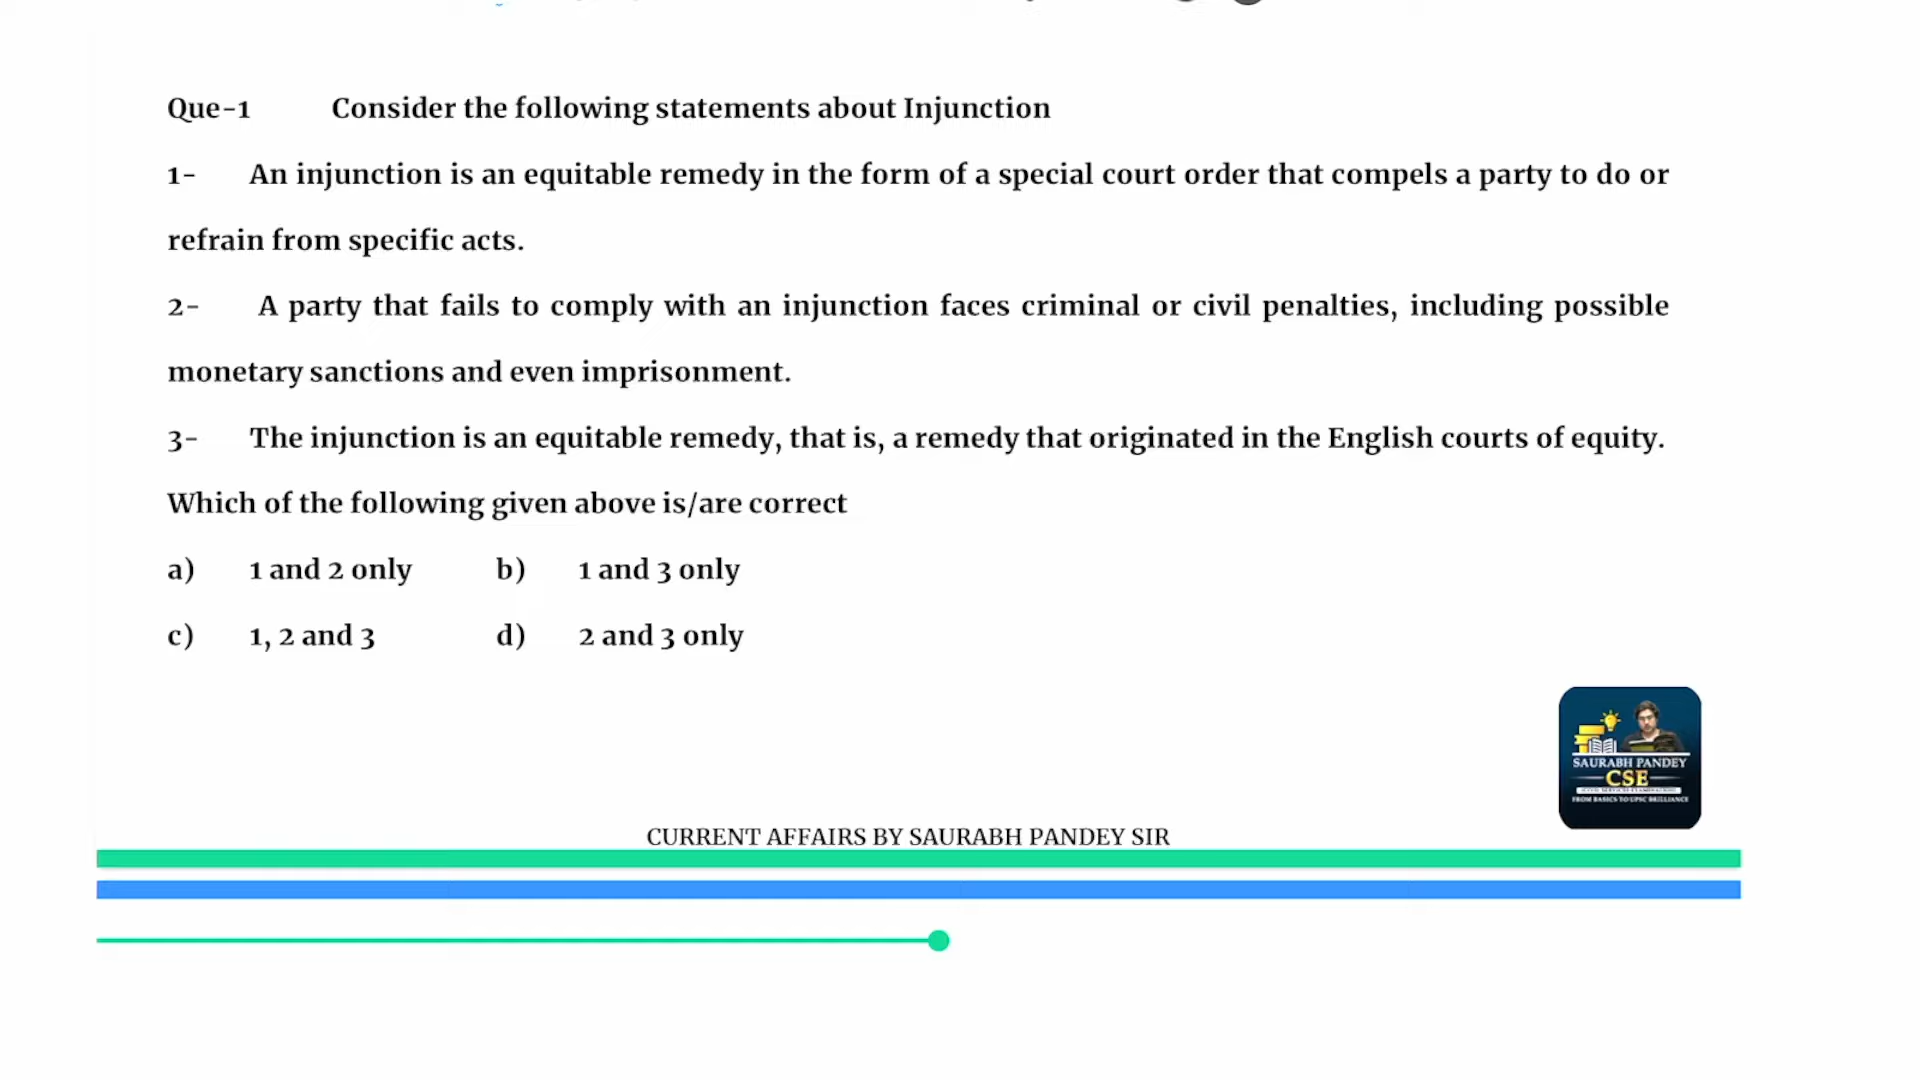 Que-1 Consider the following statements about Injunction
1- An injunction is an equitable remedy in the form of a special court order that compels a party to do or
refrain from specific acts.
2- A party that fails to comply with an injunction faces criminal or civil penalties, including possible
monetary sanctions and even imprisonment.
3- The injunction is an equitable remedy, that is, a remedy that originated in the English courts of equity.
Which of the following given above is/are correct
a) 1 and 2 only b) 1 and 3 only
c) 1, 2 and 3 d) 2 and 3 only
SAURABH PANDEY
CSE
FROM BASICS TO UPSC BRILLIANCE
CURRENT AFFAIRS BY SAURABH PANDEY SIR